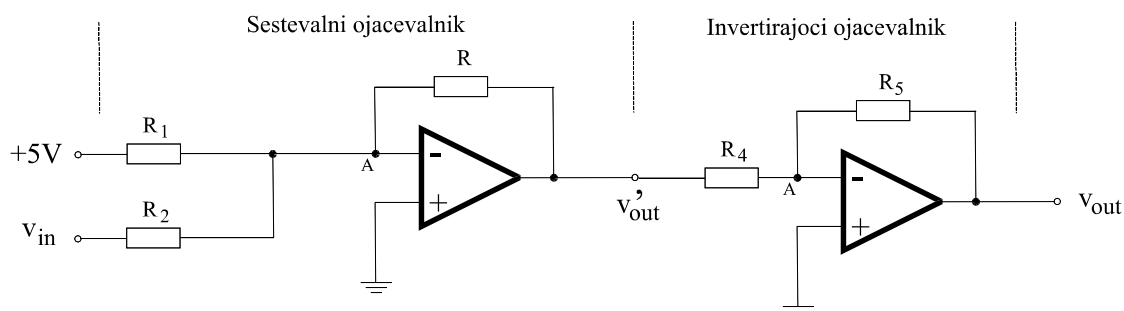 Sestevalni ojacevalnik
Invertirajoci ojacevalnik
R
R5
+5V
R1
A
-
R4
R2
+
v'out
A
-
vin
+
vout